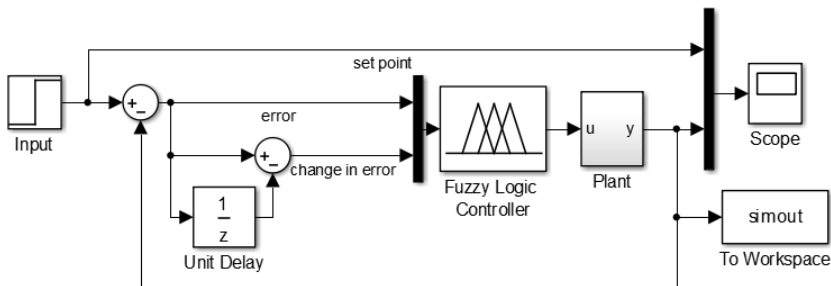 set point
Input
+
−
error
+
−
change in error
1
z
Unit Delay
Fuzzy Logic
Controller
u
y
Plant
Scope
simout
To Workspace